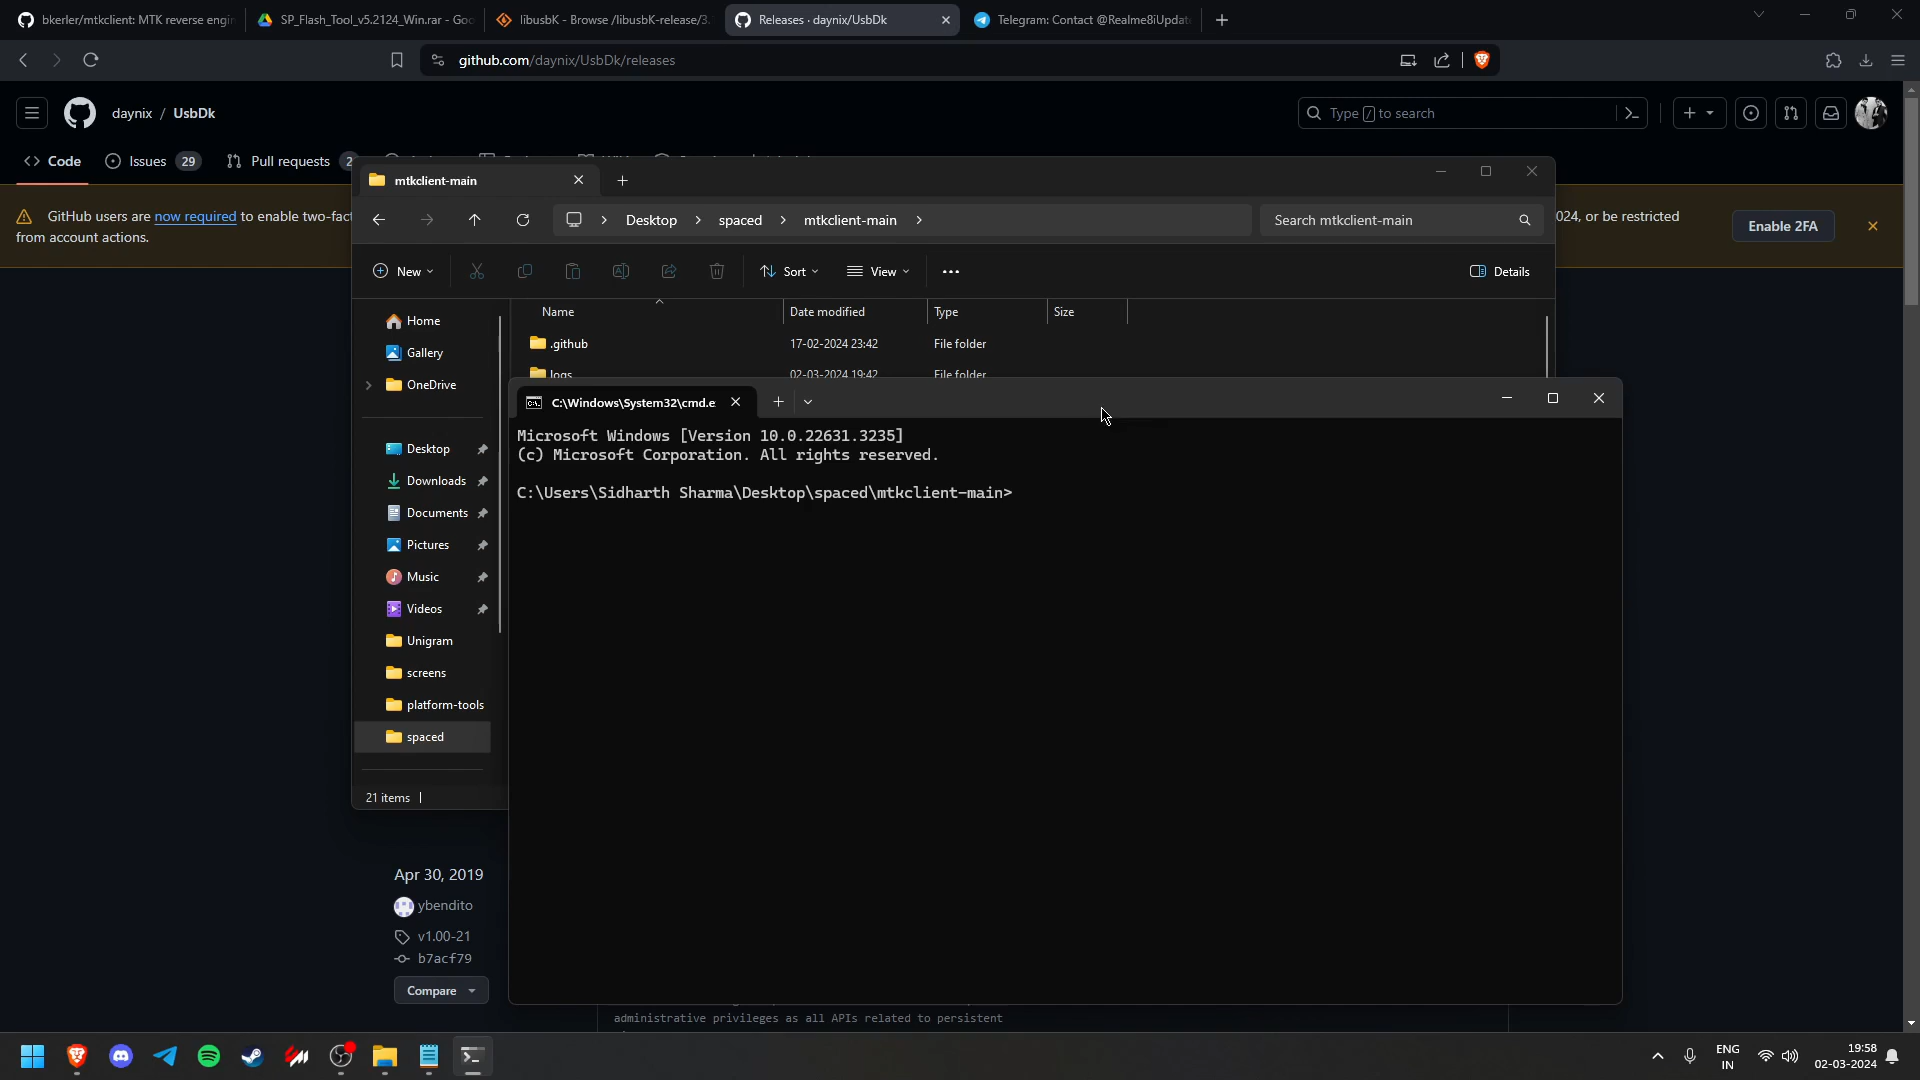 bkerler/mtkclient: MTK reverse engin
SP_Flash_Tool_v5.2124_Win.rar - Goo
libusbK - Browse /libusbK-release/3.
Releases · daynix/UsbDk
Telegram: Contact @Realme8iUpdat
github.com/daynix/UsbDk/releases
daynix / UsbDk
Type / to search
Code
Issues 29
Pull requests 2
GitHub users are now required to enable two-fact
from account actions.
024, or be restricted
Enable 2FA
mtkclient-main
Desktop > spaced > mtkclient-main >
Search mtkclient-main
New
Sort
View
Details
Name
Date modified
Type
Size
.github
17-02-2024 23:42
File folder
logs
02-03-2024 19:42
File folder
Home
Gallery
OneDrive
Desktop
Downloads
Documents
Pictures
Music
Videos
Unigram
screens
platform-tools
spaced
21 items
C:\Windows\System32\cmd.e
Microsoft Windows [Version 10.0.22631.3235]
(c) Microsoft Corporation. All rights reserved.
C:\Users\Sidharth Sharma\Desktop\spaced\mtkclient-main>
Apr 30, 2019
ybendito
v1.00-21
b7acf79
Compare
administrative privileges as all APIs related to persistent
ENG
IN
19:58
02-03-2024